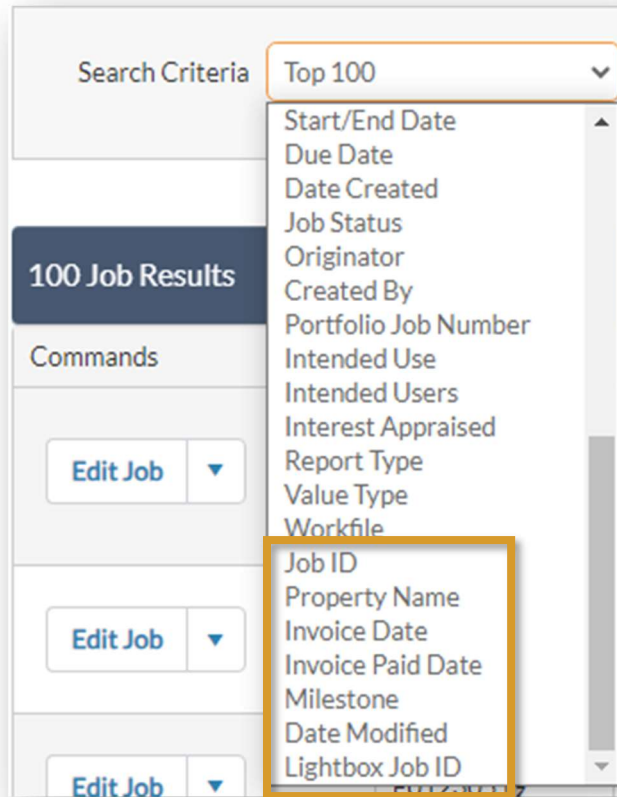 Search Criteria Top 100
Start/End Date
Due Date
Date Created
Job Status
Originator
Created By
Portfolio Job Number
Intended Use
Intended Users
Interest Appraised
Report Type
Value Type
Workfile
Job ID
Property Name
Invoice Date
Invoice Paid Date
Milestone
Date Modified
Lightbox Job ID
100 Job Results
Commands
Edit Job
Edit Job
Edit Job